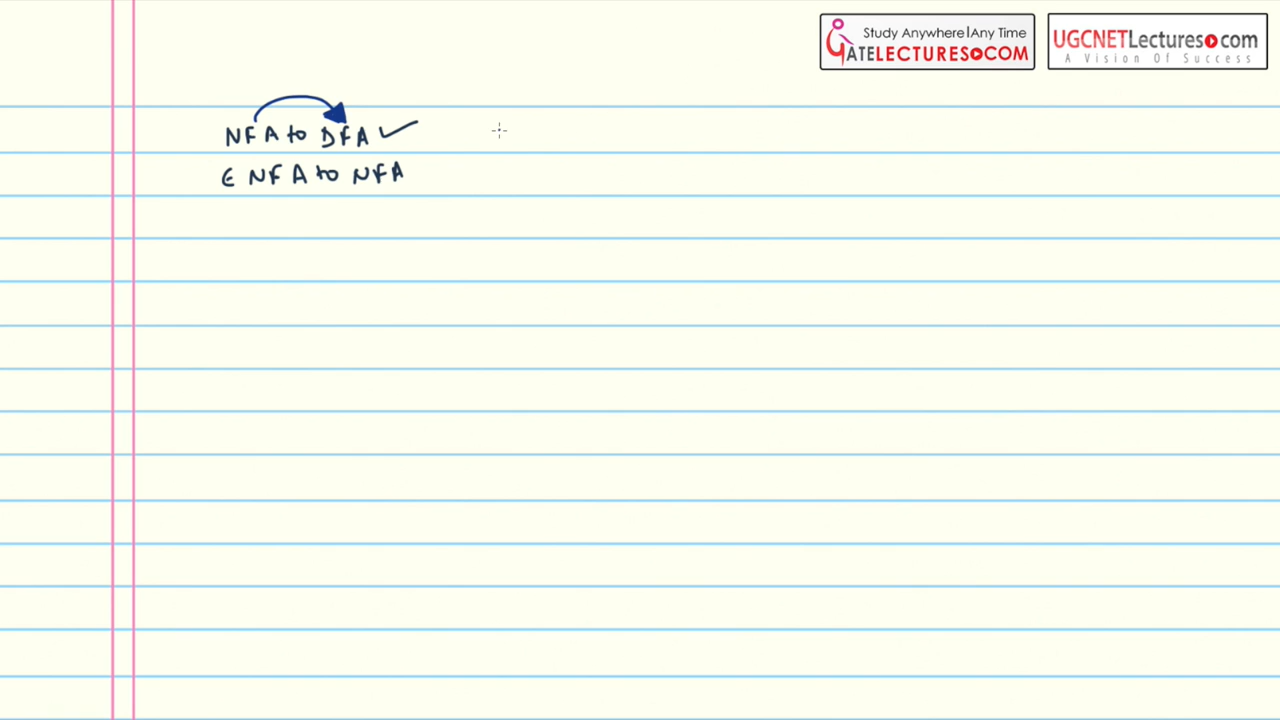 Study Anywhere|Any Time
GATELECTURES.COM
UGCNETLectures.com
A Vision Of Success
NFA to DFA ✓
ε NFA to NFA